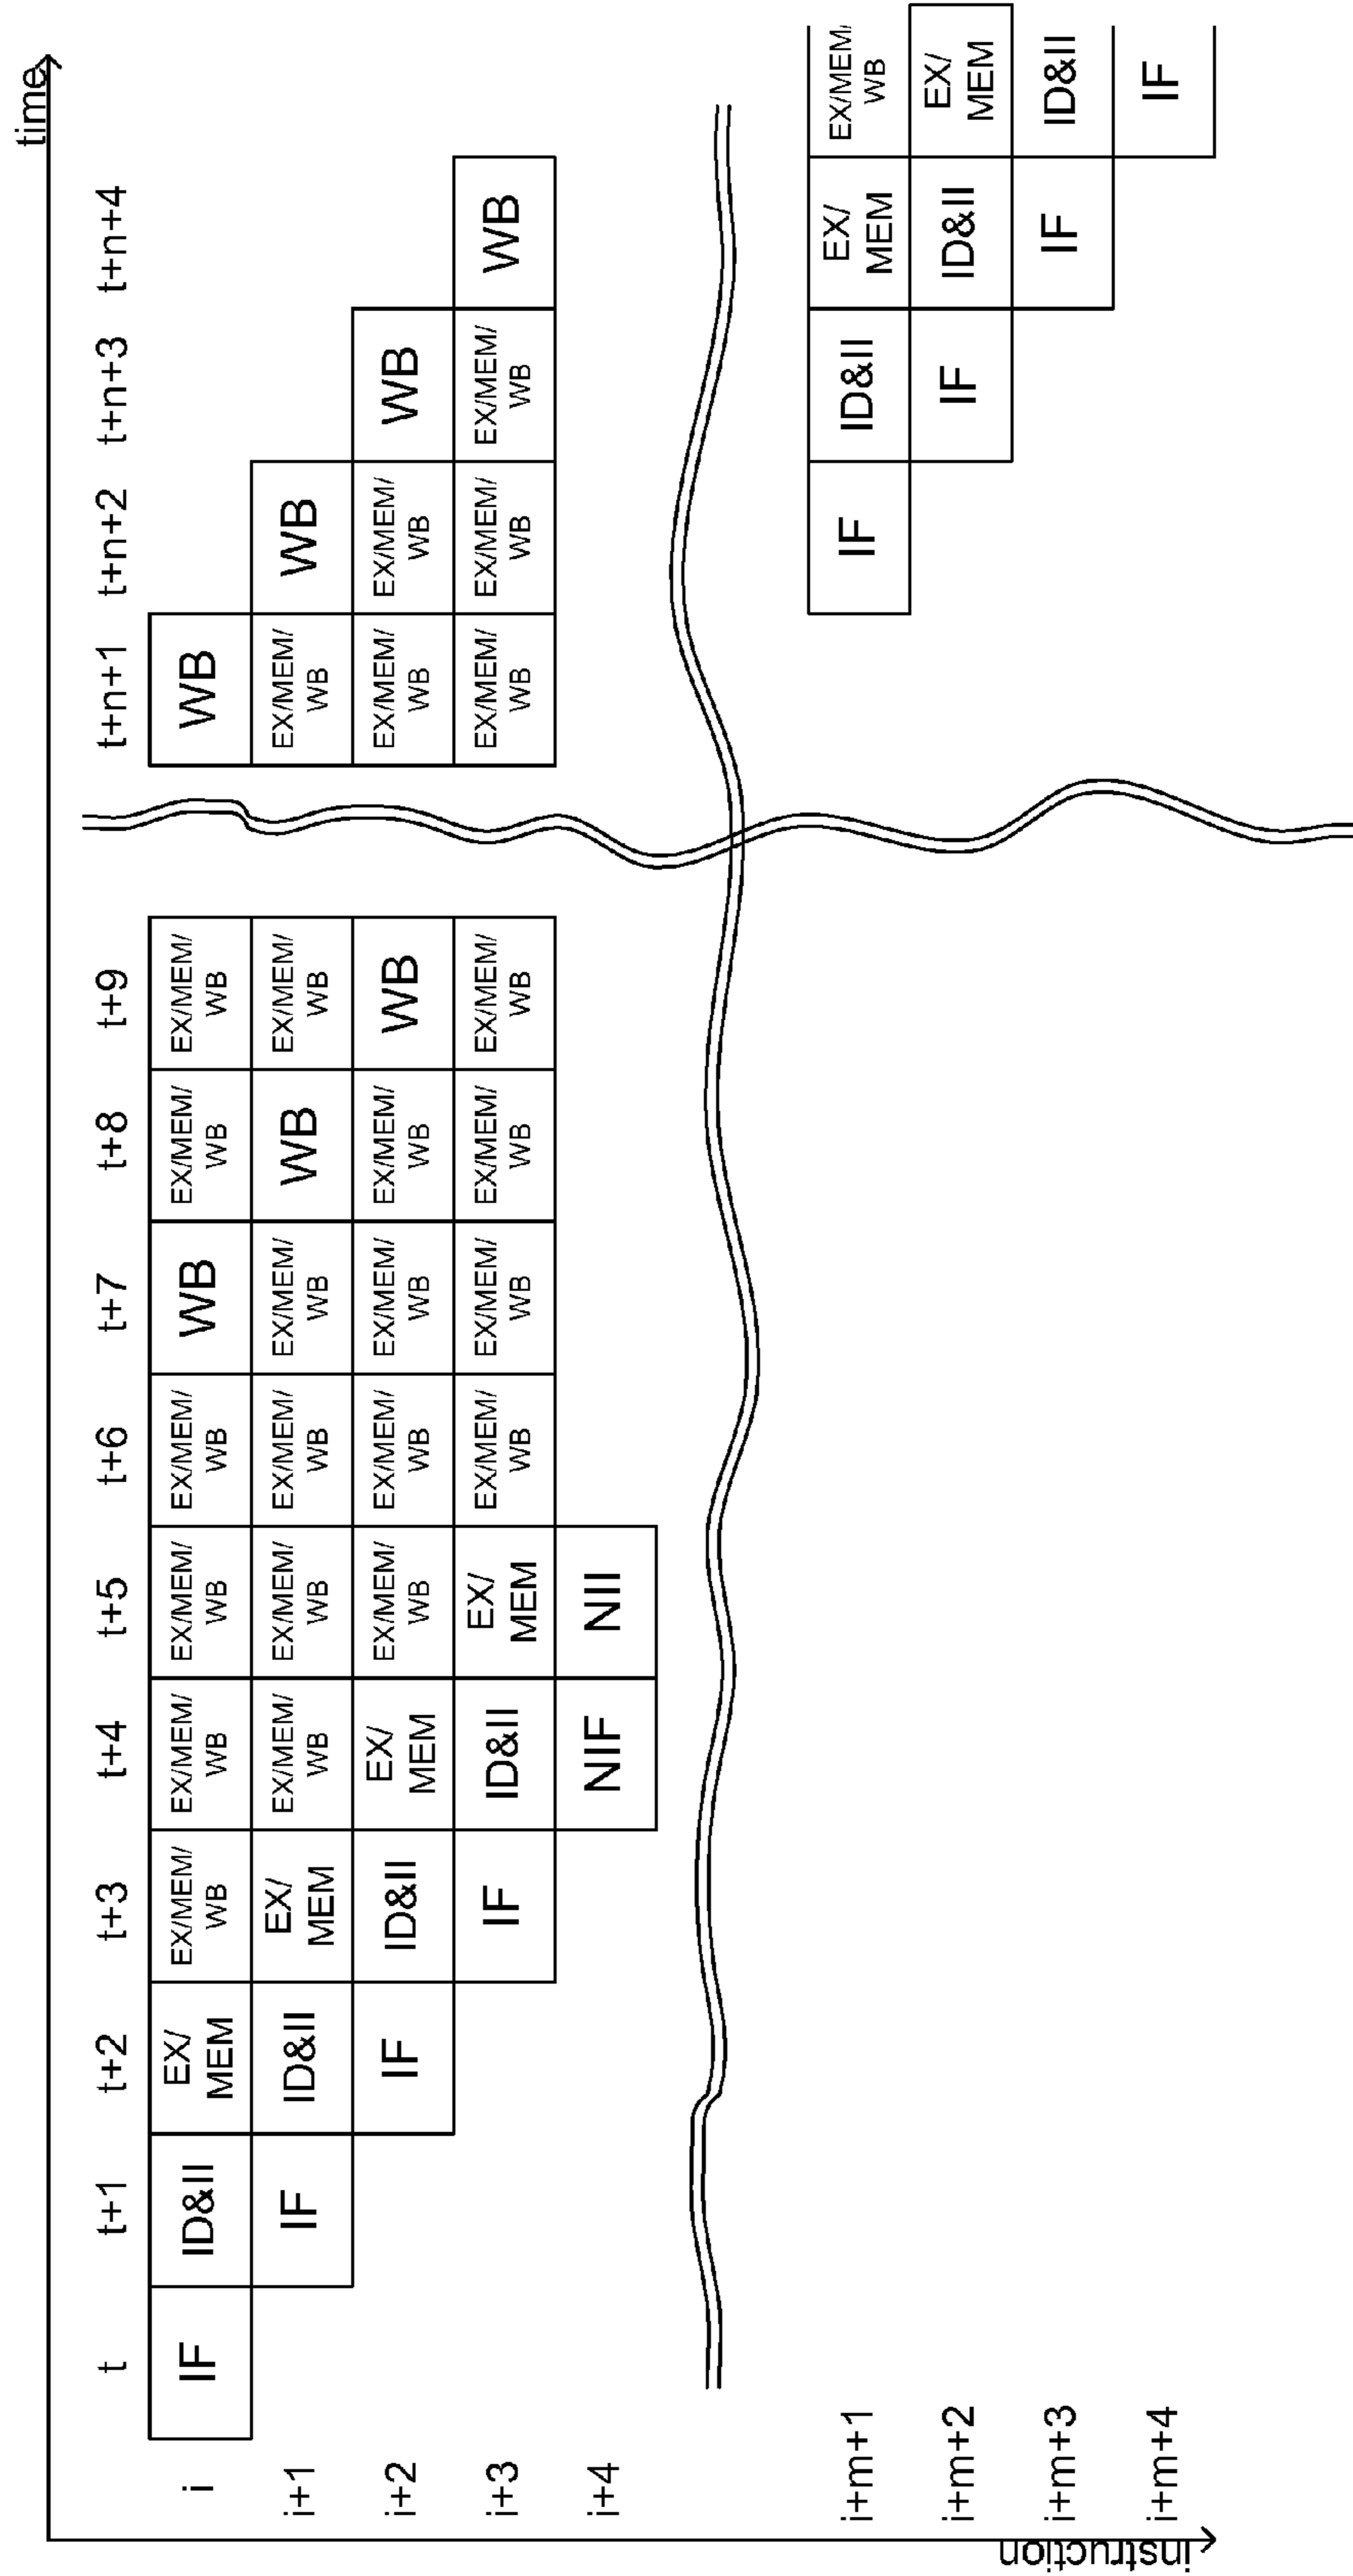 time
t t+1 t+2 t+3 t+4 t+5 t+6 t+7 t+8 t+9 t+n+1 t+n+2 t+n+3 t+n+4
i IF ID&II EX/ MEM EX/MEM/ WB EX/MEM/ WB EX/MEM/ WB EX/MEM/ WB WB EX/MEM/ WB EX/MEM/ WB WB
i+1 IF ID&II EX/ MEM EX/MEM/ WB EX/MEM/ WB EX/MEM/ WB EX/MEM/ WB WB EX/MEM/ WB EX/MEM/ WB WB
i+2 IF ID&II EX/ MEM EX/MEM/ WB EX/MEM/ WB EX/MEM/ WB EX/MEM/ WB WB EX/MEM/ WB EX/MEM/ WB WB
i+3 IF ID&II EX/ MEM EX/MEM/ WB EX/MEM/ WB EX/MEM/ WB EX/MEM/ WB EX/MEM/ WB EX/MEM/ WB EX/MEM/ WB WB
i+4 NIF NII
i+m+1 IF ID&II EX/ MEM EX/MEM/ WB
i+m+2 IF ID&II EX/ MEM
i+m+3 IF ID&II
i+m+4 IF
instruction